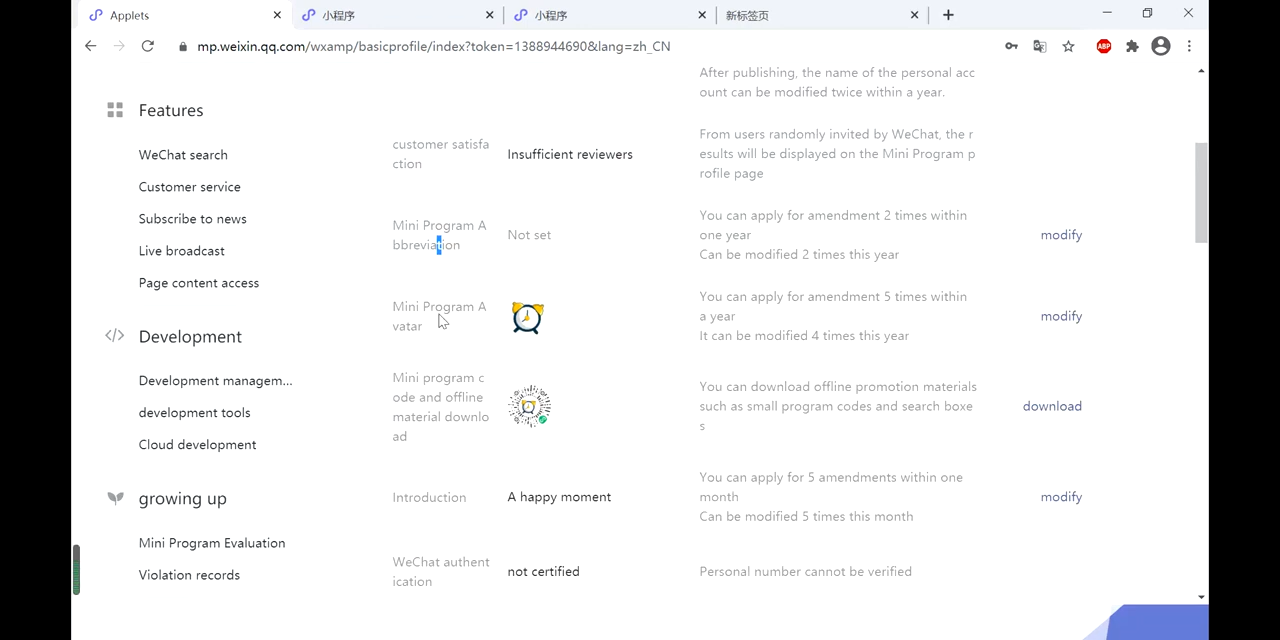 Applets
小程序
小程序
新标签页
mp.weixin.qq.com/wxamp/basicprofile/index?token=1388944690&lang=zh_CN
ABP
Features
WeChat search
Customer service
Subscribe to news
Live broadcast
Page content access
Development
Development managem...
development tools
Cloud development
growing up
Mini Program Evaluation
Violation records
After publishing, the name of the personal acc
ount can be modified twice within a year.
customer satisfa
ction
Insufficient reviewers
From users randomly invited by WeChat, the r
esults will be displayed on the Mini Program p
rofile page
Mini Program A
bbreviation
Not set
You can apply for amendment 2 times within
one year
Can be modified 2 times this year
modify
Mini Program A
vatar
You can apply for amendment 5 times within
a year
It can be modified 4 times this year
modify
Mini program c
ode and offline
material downlo
ad
You can download offline promotion materials
such as small program codes and search boxe
s
download
Introduction
A happy moment
You can apply for 5 amendments within one
month
Can be modified 5 times this month
modify
WeChat authent
ication
not certified
Personal number cannot be verified